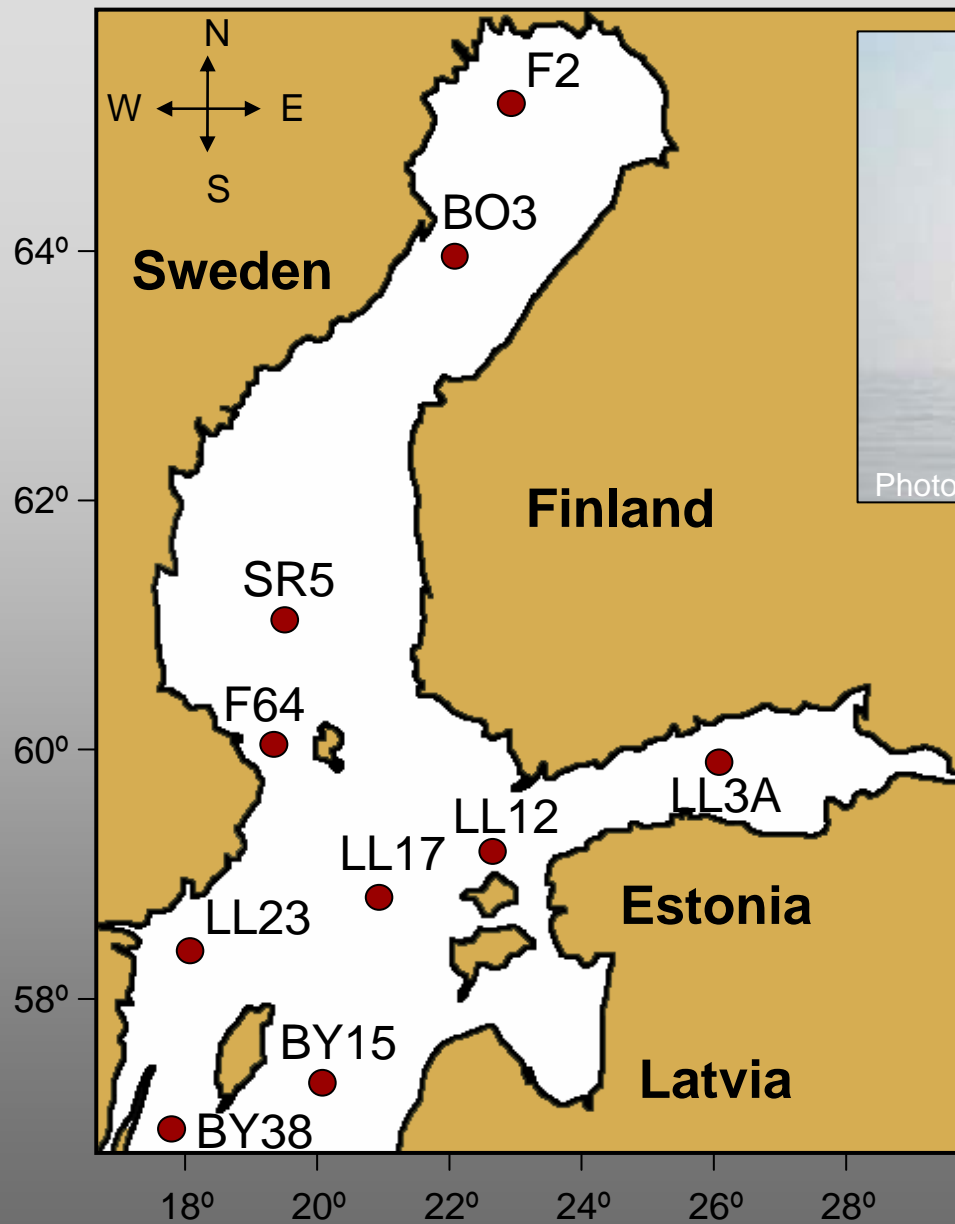 N
F2
W E
S
BO3
64º
Sweden
Photo
62º
Finland
SR5
F64
60º
LL3A
LL12
LL17
Estonia
LL23
58º
BY15
Latvia
BY38
18º 20º 22º 24º 26º 28º